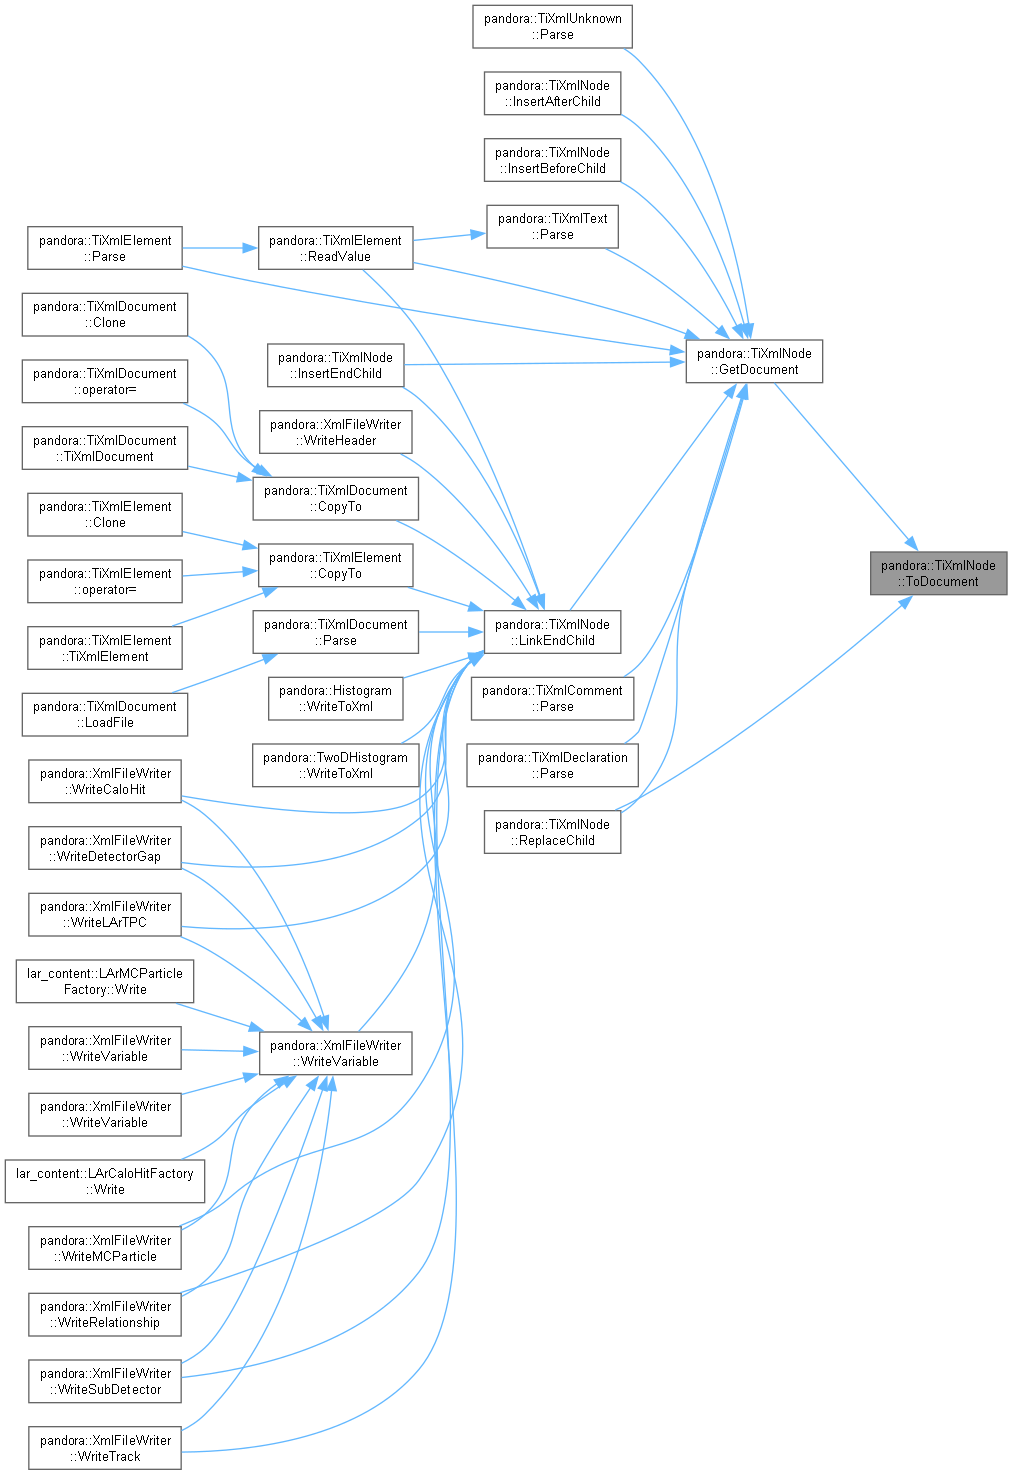 pandora::TiXmlUnknown
::Parse
pandora::TiXmlNode
::InsertAfterChild
pandora::TiXmlNode
::InsertBeforeChild
pandora::TiXmlText
::Parse
pandora::TiXmlElement
::Parse
pandora::TiXmlElement
::ReadValue
pandora::TiXmlDocument
::Clone
pandora::TiXmlNode
::InsertEndChild
pandora::TiXmlNode
::GetDocument
pandora::TiXmlDocument
::operator=
pandora::XmlFileWriter
::WriteHeader
pandora::TiXmlDocument
::TiXmlDocument
pandora::TiXmlDocument
::CopyTo
pandora::TiXmlElement
::Clone
pandora::TiXmlElement
::CopyTo
pandora::TiXmlNode
::ToDocument
pandora::TiXmlElement
::operator=
pandora::TiXmlElement
::TiXmlElement
pandora::TiXmlDocument
::Parse
pandora::TiXmlNode
::LinkEndChild
pandora::TiXmlDocument
::LoadFile
pandora::Histogram
::WriteToXml
pandora::TiXmlComment
::Parse
pandora::TwoDHistogram
::WriteToXml
pandora::TiXmlDeclaration
::Parse
pandora::XmlFileWriter
::WriteCaloHit
pandora::TiXmlNode
::ReplaceChild
pandora::XmlFileWriter
::WriteDetectorGap
pandora::XmlFileWriter
::WriteLArTPC
lar_content::LArMCParticle
Factory::Write
pandora::XmlFileWriter
::WriteVariable
pandora::XmlFileWriter
::WriteVariable
pandora::XmlFileWriter
::WriteVariable
lar_content::LArCaloHitFactory
::Write
pandora::XmlFileWriter
::WriteMCParticle
pandora::XmlFileWriter
::WriteRelationship
pandora::XmlFileWriter
::WriteSubDetector
pandora::XmlFileWriter
::WriteTrack